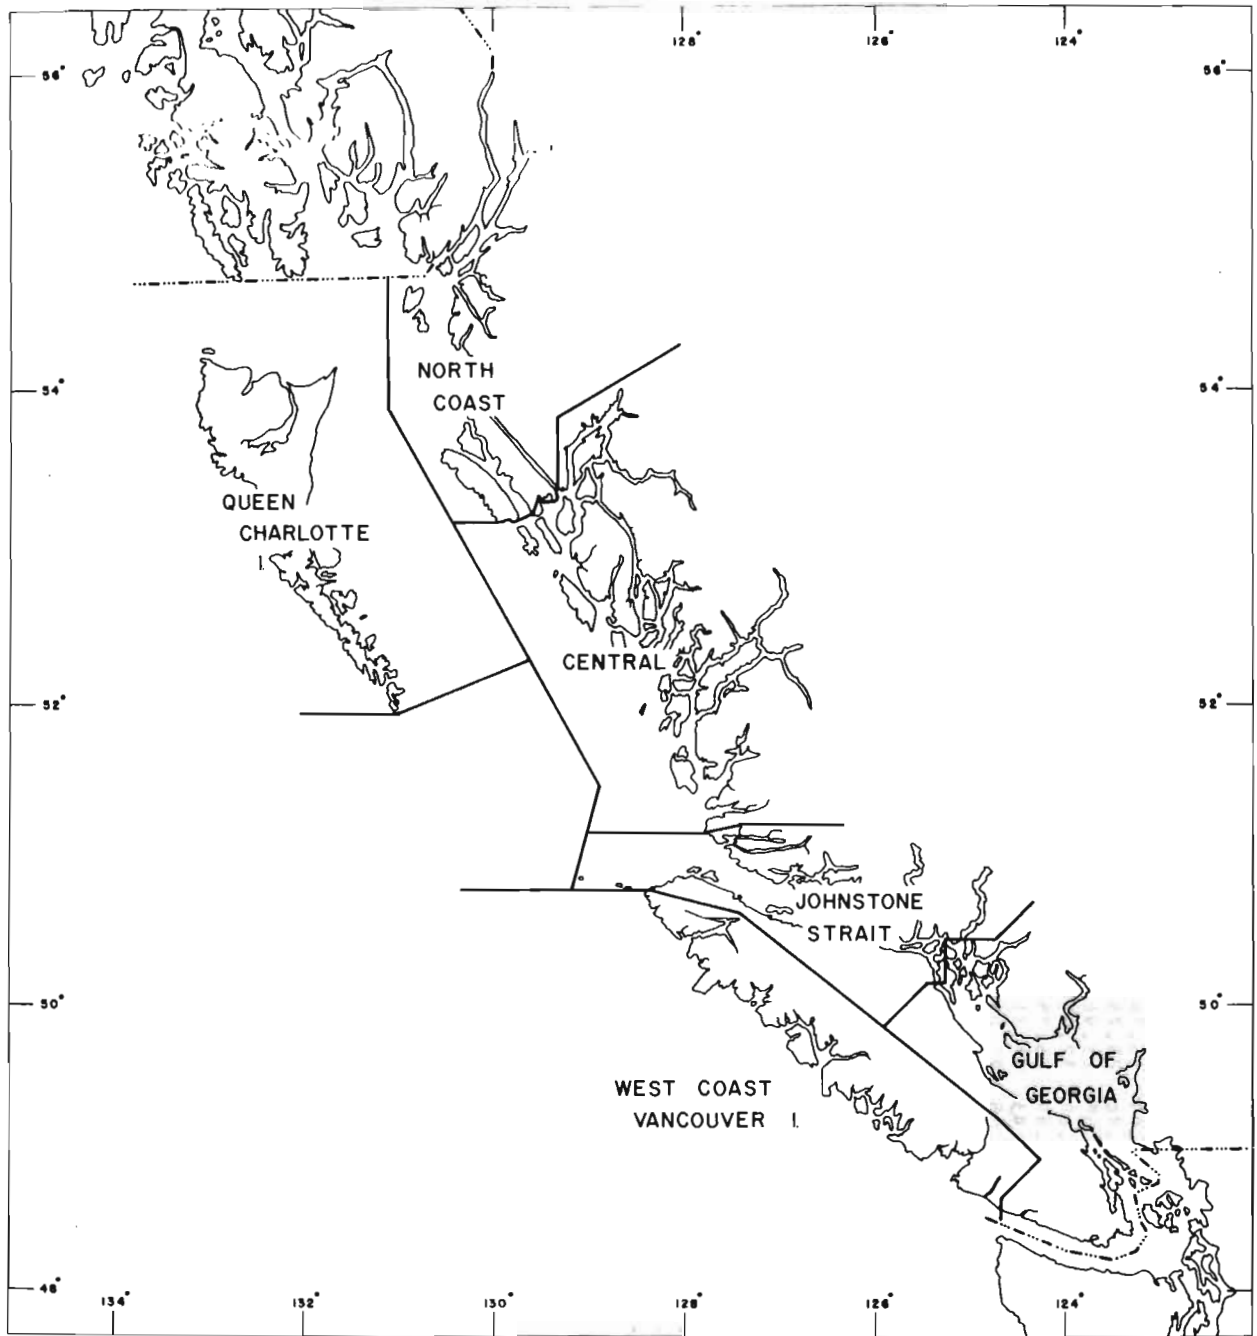 128° 126° 124°
56° 56°
NORTH
COAST
54° 54°
QUEEN
CHARLOTTE
I.
CENTRAL
52° 52°
JOHNSTONE
STRAIT
50° 50°
GULF OF
GEORGIA
WEST COAST
VANCOUVER I.
48° 48°
134° 132° 130° 128° 126° 124°